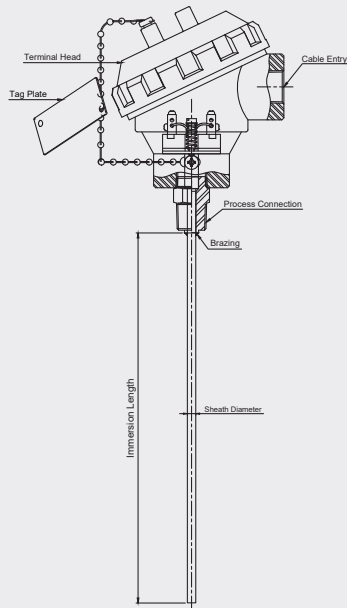 Terminal Head
Cable Entry
Tag Plate
Process Connection
Brazing
Immersion Length
Sheath Diameter